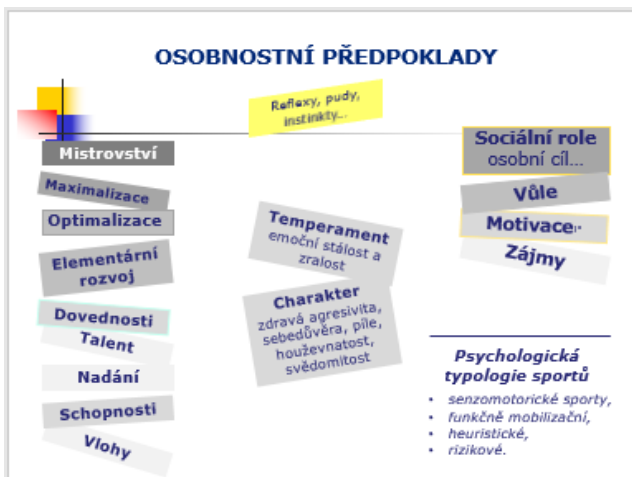 OSOBNOSTNÍ PŘEDPOKLADY
Reflexy, pudy,
instinkty...
Mistrovství
Maximalizace
Optimalizace
Elementární
rozvoj
Dovednosti
Talent
Nadání
Schopnosti
Vlohy
Temperament
emoční stálost a
zralost
Charakter
zdravá agresivita,
sebedůvěra, píle,
houževnatost,
svědomitost
Sociální role
osobní cíl...
Vůle
Motivace
Zájmy
Psychologická
typologie sportů
• senzomotorické sporty,
• funkčně mobilizační,
• heuristické,
• rizikové.